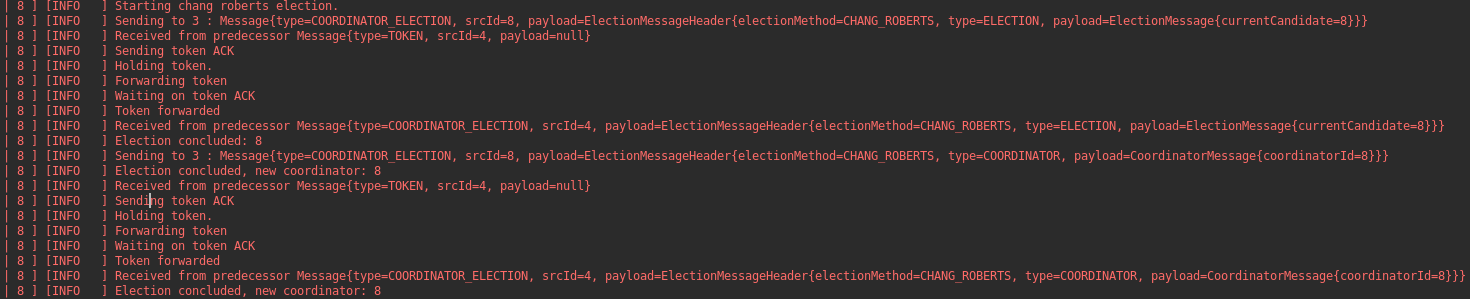 | 8 ] [INFO   ] Starting chang roberts election.
| 8 ] [INFO   ] Sending to 3 : Message{type=COORDINATOR_ELECTION, srcId=8, payload=ElectionMessageHeader{electionMethod=CHANG_ROBERTS, type=ELECTION, payload=ElectionMessage{currentCandidate=8}}}
| 8 ] [INFO   ] Received from predecessor Message{type=TOKEN, srcId=4, payload=null}
| 8 ] [INFO   ] Sending token ACK
| 8 ] [INFO   ] Holding token.
| 8 ] [INFO   ] Forwarding token
| 8 ] [INFO   ] Waiting on token ACK
| 8 ] [INFO   ] Token forwarded
| 8 ] [INFO   ] Received from predecessor Message{type=COORDINATOR_ELECTION, srcId=4, payload=ElectionMessageHeader{electionMethod=CHANG_ROBERTS, type=ELECTION, payload=ElectionMessage{currentCandidate=8}}}
| 8 ] [INFO   ] Election concluded: 8
| 8 ] [INFO   ] Sending to 3 : Message{type=COORDINATOR_ELECTION, srcId=8, payload=ElectionMessageHeader{electionMethod=CHANG_ROBERTS, type=COORDINATOR, payload=CoordinatorMessage{coordinatorId=8}}}
| 8 ] [INFO   ] Election concluded, new coordinator: 8
| 8 ] [INFO   ] Received from predecessor Message{type=TOKEN, srcId=4, payload=null}
| 8 ] [INFO   ] Sending token ACK
| 8 ] [INFO   ] Holding token.
| 8 ] [INFO   ] Forwarding token
| 8 ] [INFO   ] Waiting on token ACK
| 8 ] [INFO   ] Token forwarded
| 8 ] [INFO   ] Received from predecessor Message{type=COORDINATOR_ELECTION, srcId=4, payload=ElectionMessageHeader{electionMethod=CHANG_ROBERTS, type=COORDINATOR, payload=CoordinatorMessage{coordinatorId=8}}}
| 8 ] [INFO   ] Election concluded, new coordinator: 8